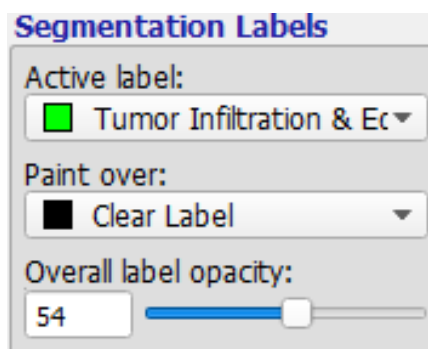 Segmentation Labels
Active label:
Tumor Infiltration & Ec
Paint over:
Clear Label
Overall label opacity:
54